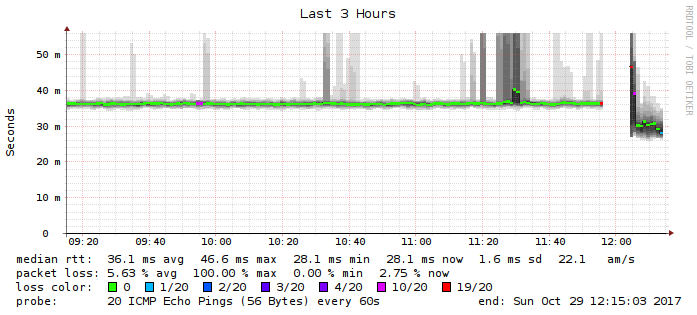 Last 3 Hours
RRDTOOL / TOBI OETIKER
Seconds
50 m
40 m
30 m
20 m
10 m
0
09:20 09:40 10:00 10:20 10:40 11:00 11:20 11:40 12:00
median rtt: 36.1 ms avg 46.6 ms max 28.1 ms min 28.1 ms now 1.6 ms sd 22.1 am/s
packet loss: 5.63 % avg 100.00 % max 0.00 % min 2.75 % now
loss color: 0 1/20 2/20 3/20 4/20 10/20 19/20
probe: 20 ICMP Echo Pings (56 Bytes) every 60s end: Sun Oct 29 12:15:03 2017